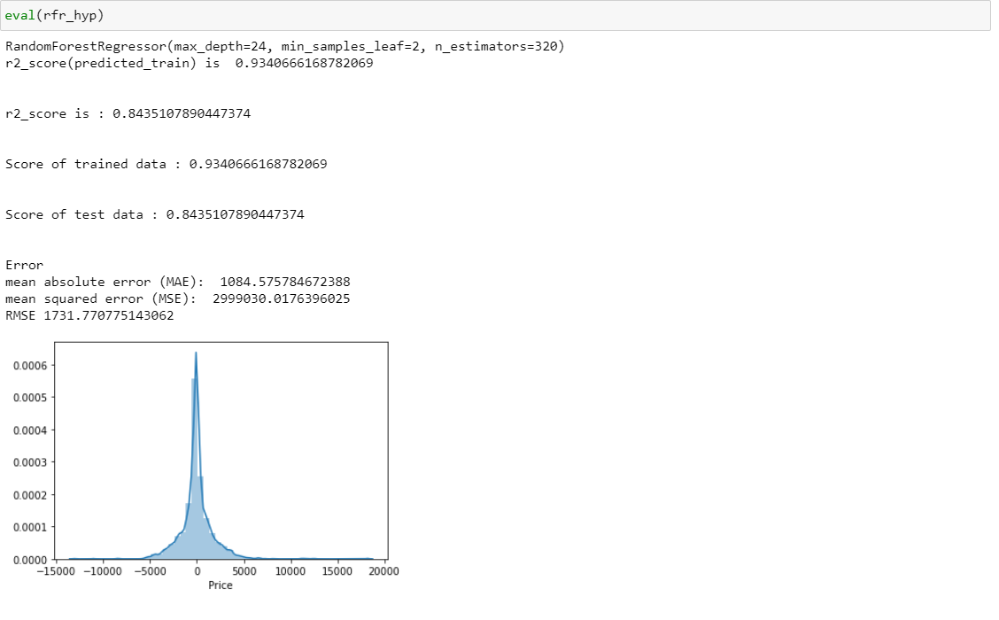 eval(rfr_hyp)
RandomForestRegressor(max_depth=24, min_samples_leaf=2, n_estimators=320)
r2_score(predicted_train) is  0.9340666168782069
r2_score is : 0.8435107890447374
Score of trained data : 0.9340666168782069
Score of test data : 0.8435107890447374
Error
mean absolute error (MAE):  1084.575784672388
mean squared error (MSE):  2999030.0176396025
RMSE 1731.770775143062
0.0006
0.0005
0.0004
0.0003
0.0002
0.0001
0.0000
−15000 −10000 −5000 0 5000 10000 15000 20000
Price